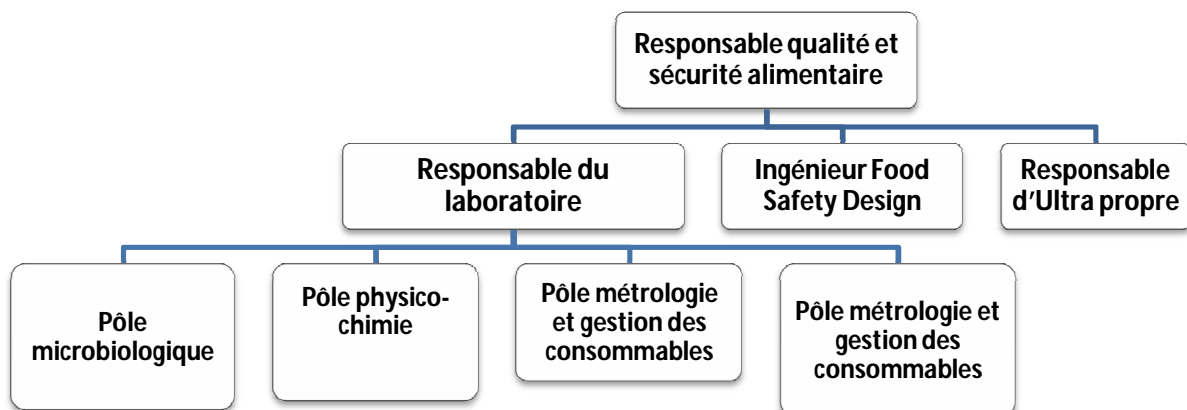 Responsable qualité et
sécurité alimentaire
Responsable du
laboratoire
Ingénieur Food
Safety Design
Responsable
d'Ultra propre
Pôle
microbiologique
Pôle physico-
chimie
Pôle métrologie
et gestion des
consommables
Pôle métrologie et
gestion des
consommables